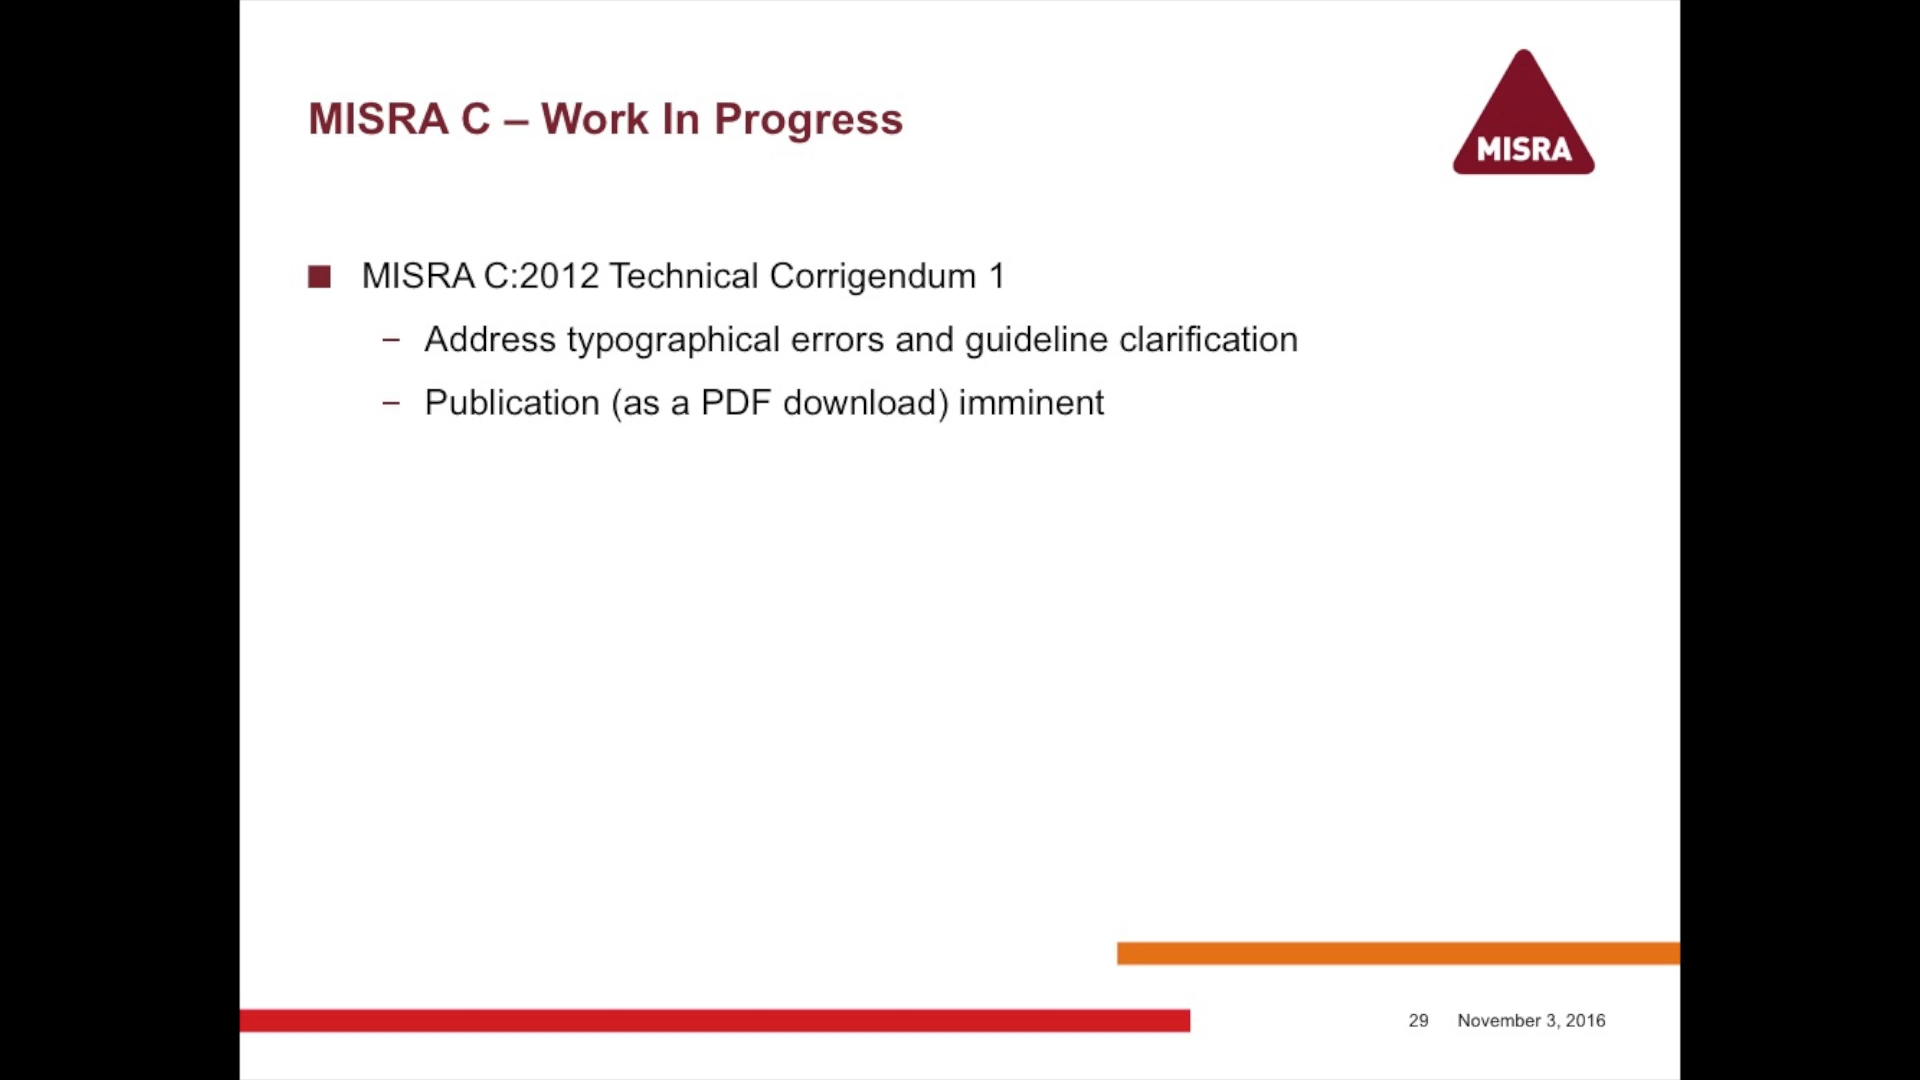 MISRA C – Work In Progress
MISRA
■ MISRA C:2012 Technical Corrigendum 1
– Address typographical errors and guideline clarification
– Publication (as a PDF download) imminent
29 November 3, 2016